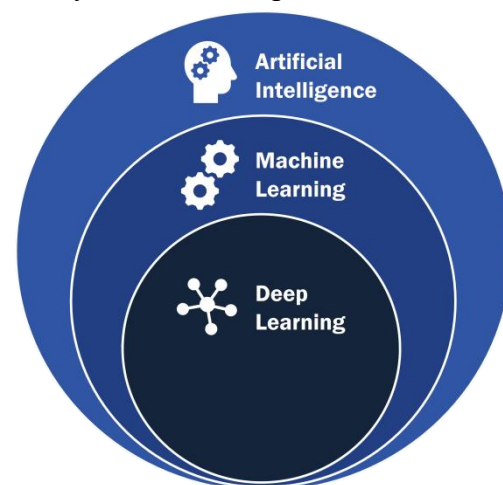 Artificial
Intelligence
Machine
Learning
Deep
Learning